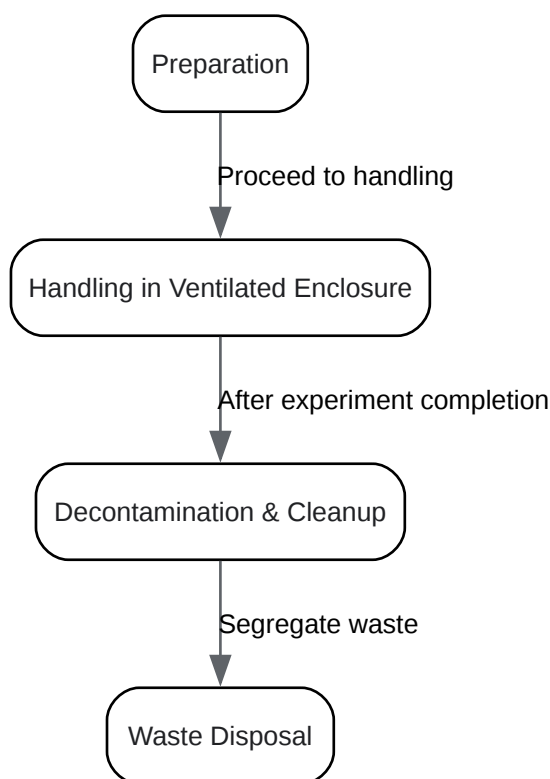 Preparation
Proceed to handling
Handling in Ventilated Enclosure
After experiment completion
Decontamination & Cleanup
Segregate waste
Waste Disposal